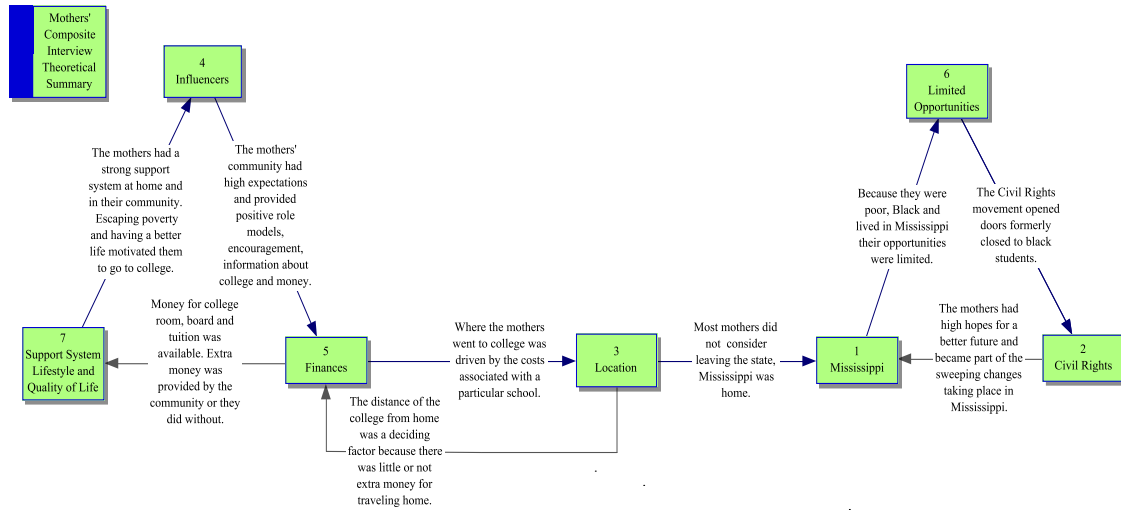 Mothers'
Composite
Interview
Theoretical
Summary
4
Influencers
6
Limited
Opportunities
The mothers had a
strong support
system at home and
in their community.
Escaping poverty
and having a better
life motivated them
to go to college.
The mothers'
community had
high expectations
and provided
positive role
models,
encouragement,
information about
college and money.
Because they were
poor, Black and
lived in Mississippi
their opportunities
were limited.
The Civil Rights
movement opened
doors formerly
closed to black
students.
7
Support System
Lifestyle and
Quality of Life
Money for college
room, board and
tuition was
available. Extra
money was
provided by the
community or they
did without.
5
Finances
Where the mothers
went to college was
driven by the costs
associated with a
particular school.
3
Location
Most mothers did
not consider
leaving the state,
Mississippi was
home.
1
Mississippi
The mothers had
high hopes for a
better future and
became part of the
sweeping changes
taking place in
Mississippi.
2
Civil Rights
The distance of the
college from home
was a deciding
factor because there
was little or not
extra money for
traveling home.